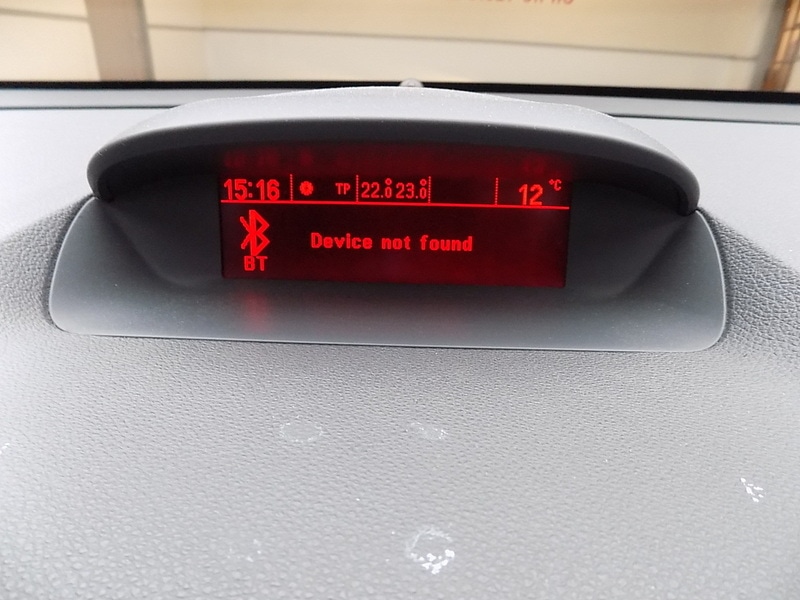 15:16 TP 22.0 23.0 12 °C
Device not found
BT